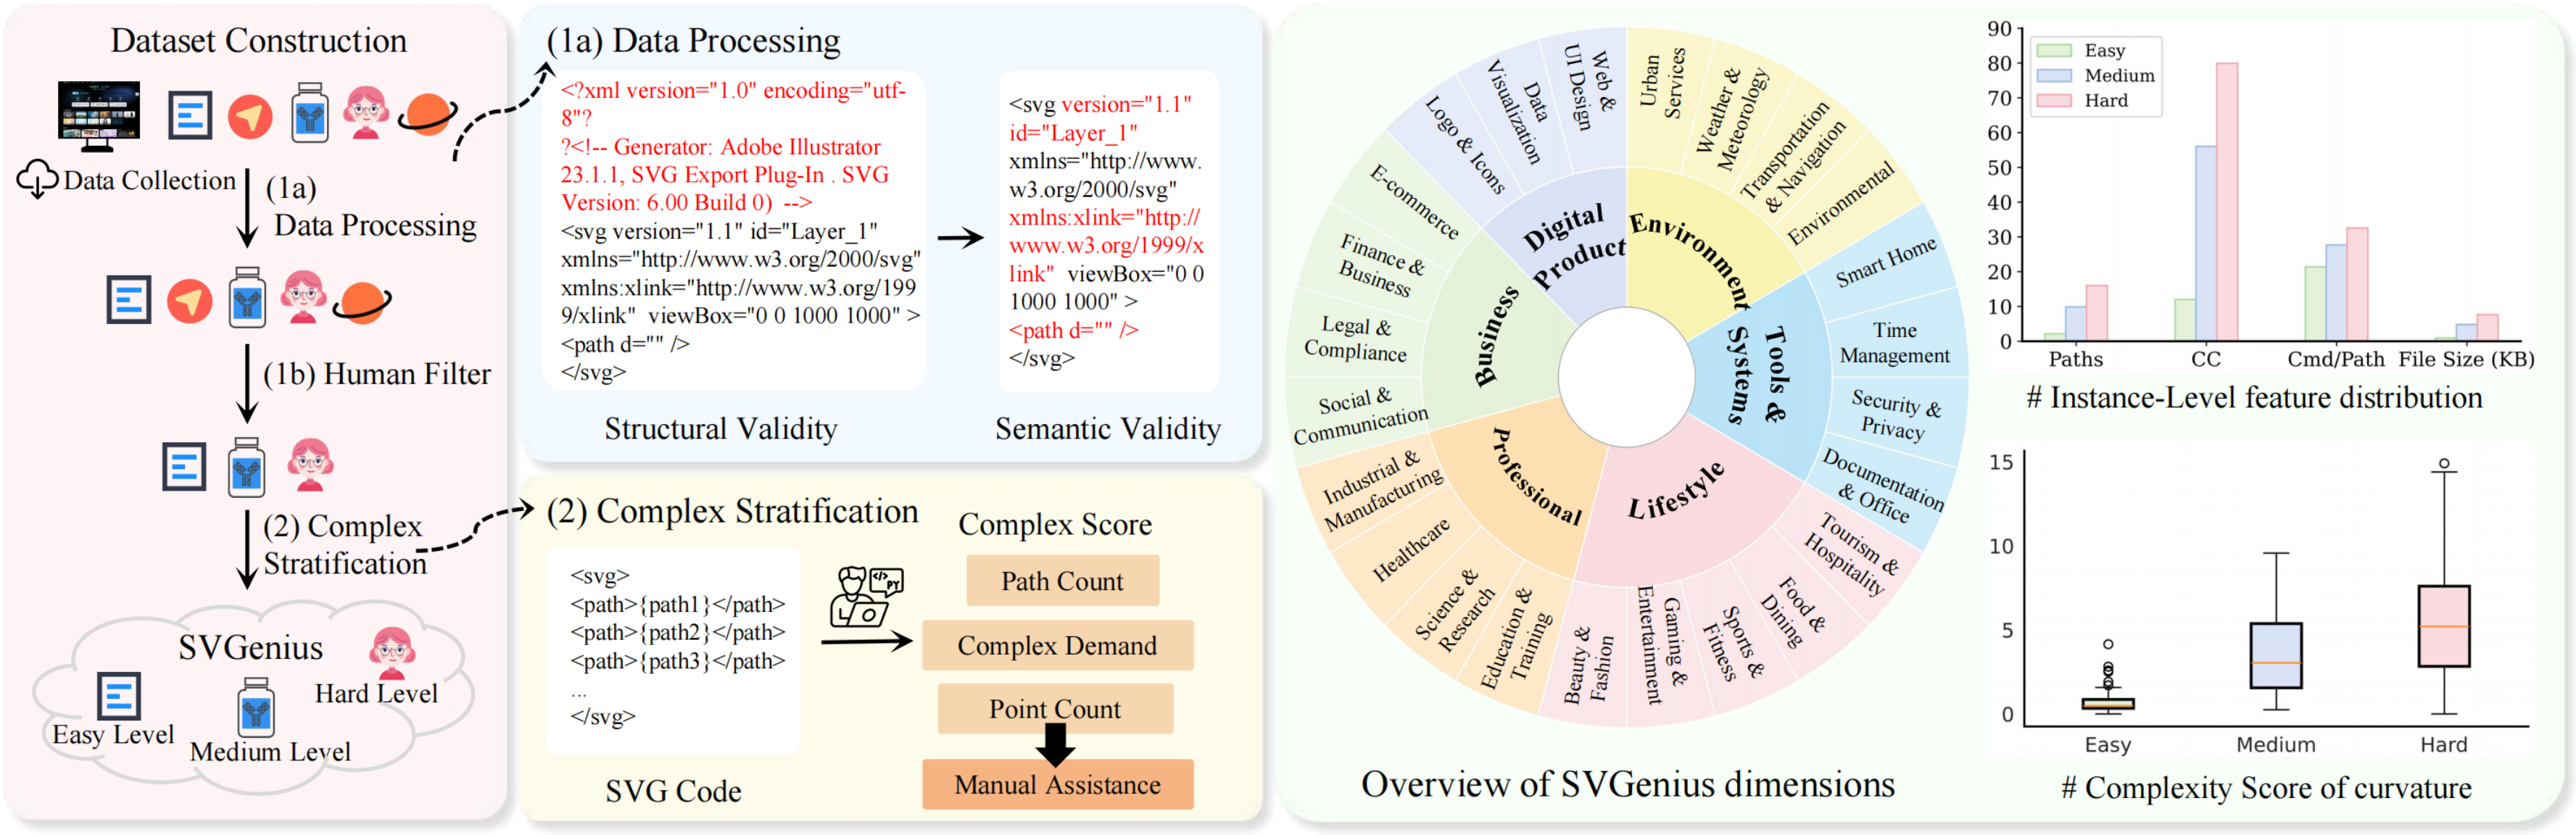 Dataset Construction
Data Collection
(1a)
Data Processing
(1b) Human Filter
(2) Complex
Stratification
SVGenius
Hard Level
Easy Level
Medium Level
(1a) Data Processing
<?xml version="1.0" encoding="utf-
8"?
?<!-- Generator: Adobe Illustrator
23.1.1, SVG Export Plug-In . SVG
Version: 6.00 Build 0)  -->
<svg version="1.1" id="Layer_1"
xmlns="http://www.w3.org/2000/svg"
xmlns:xlink="http://www.w3.org/199
9/xlink"  viewBox="0 0 1000 1000" >
<path d="" />
</svg>
Structural Validity
<svg version="1.1"
id="Layer_1"
xmlns="http://www.
w3.org/2000/svg"
xmlns:xlink="http://
www.w3.org/1999/x
link"  viewBox="0 0
1000 1000" >
<path d="" />
</svg>
Semantic Validity
(2) Complex Stratification
<svg>
<path>{path1}</path>
<path>{path2}</path>
<path>{path3}</path>
...
</svg>
SVG Code
</> PY
Complex Score
Path Count
Complex Demand
Point Count
Manual Assistance
Digital
Product
Environment
Tools &
Systems
Lifestyle
Professional
Business
Web &
UI Design
Urban
Services
Weather &
Meteorology
Transportation
& Navigation
Environmental
Smart Home
Time
Management
Security &
Privacy
Documentation
& Office
Tourism &
Hospitality
Food &
Dining
Sports &
Fitness
Gaming &
Entertainment
Beauty &
Fashion
Education &
Training
Science &
Research
Healthcare
Industrial &
Manufacturing
Social &
Communication
Legal &
Compliance
Finance &
Business
E-commerce
Logo & Icons
Data
Visualization
Overview of SVGenius dimensions
90
80
70
60
50
40
30
20
10
0
Easy
Medium
Hard
Paths CC Cmd/Path File Size (KB)
# Instance-Level feature distribution
15
10
5
0
Easy Medium Hard
# Complexity Score of curvature